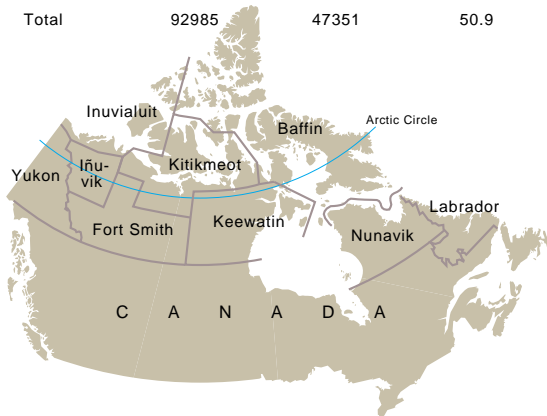 Total 92985 47351 50.9
Inuvialuit
Baffin
Arctic Circle
Kitikmeot
Yukon
Iñu-
vik
Labrador
Keewatin
Fort Smith
Nunavik
C A N A D A